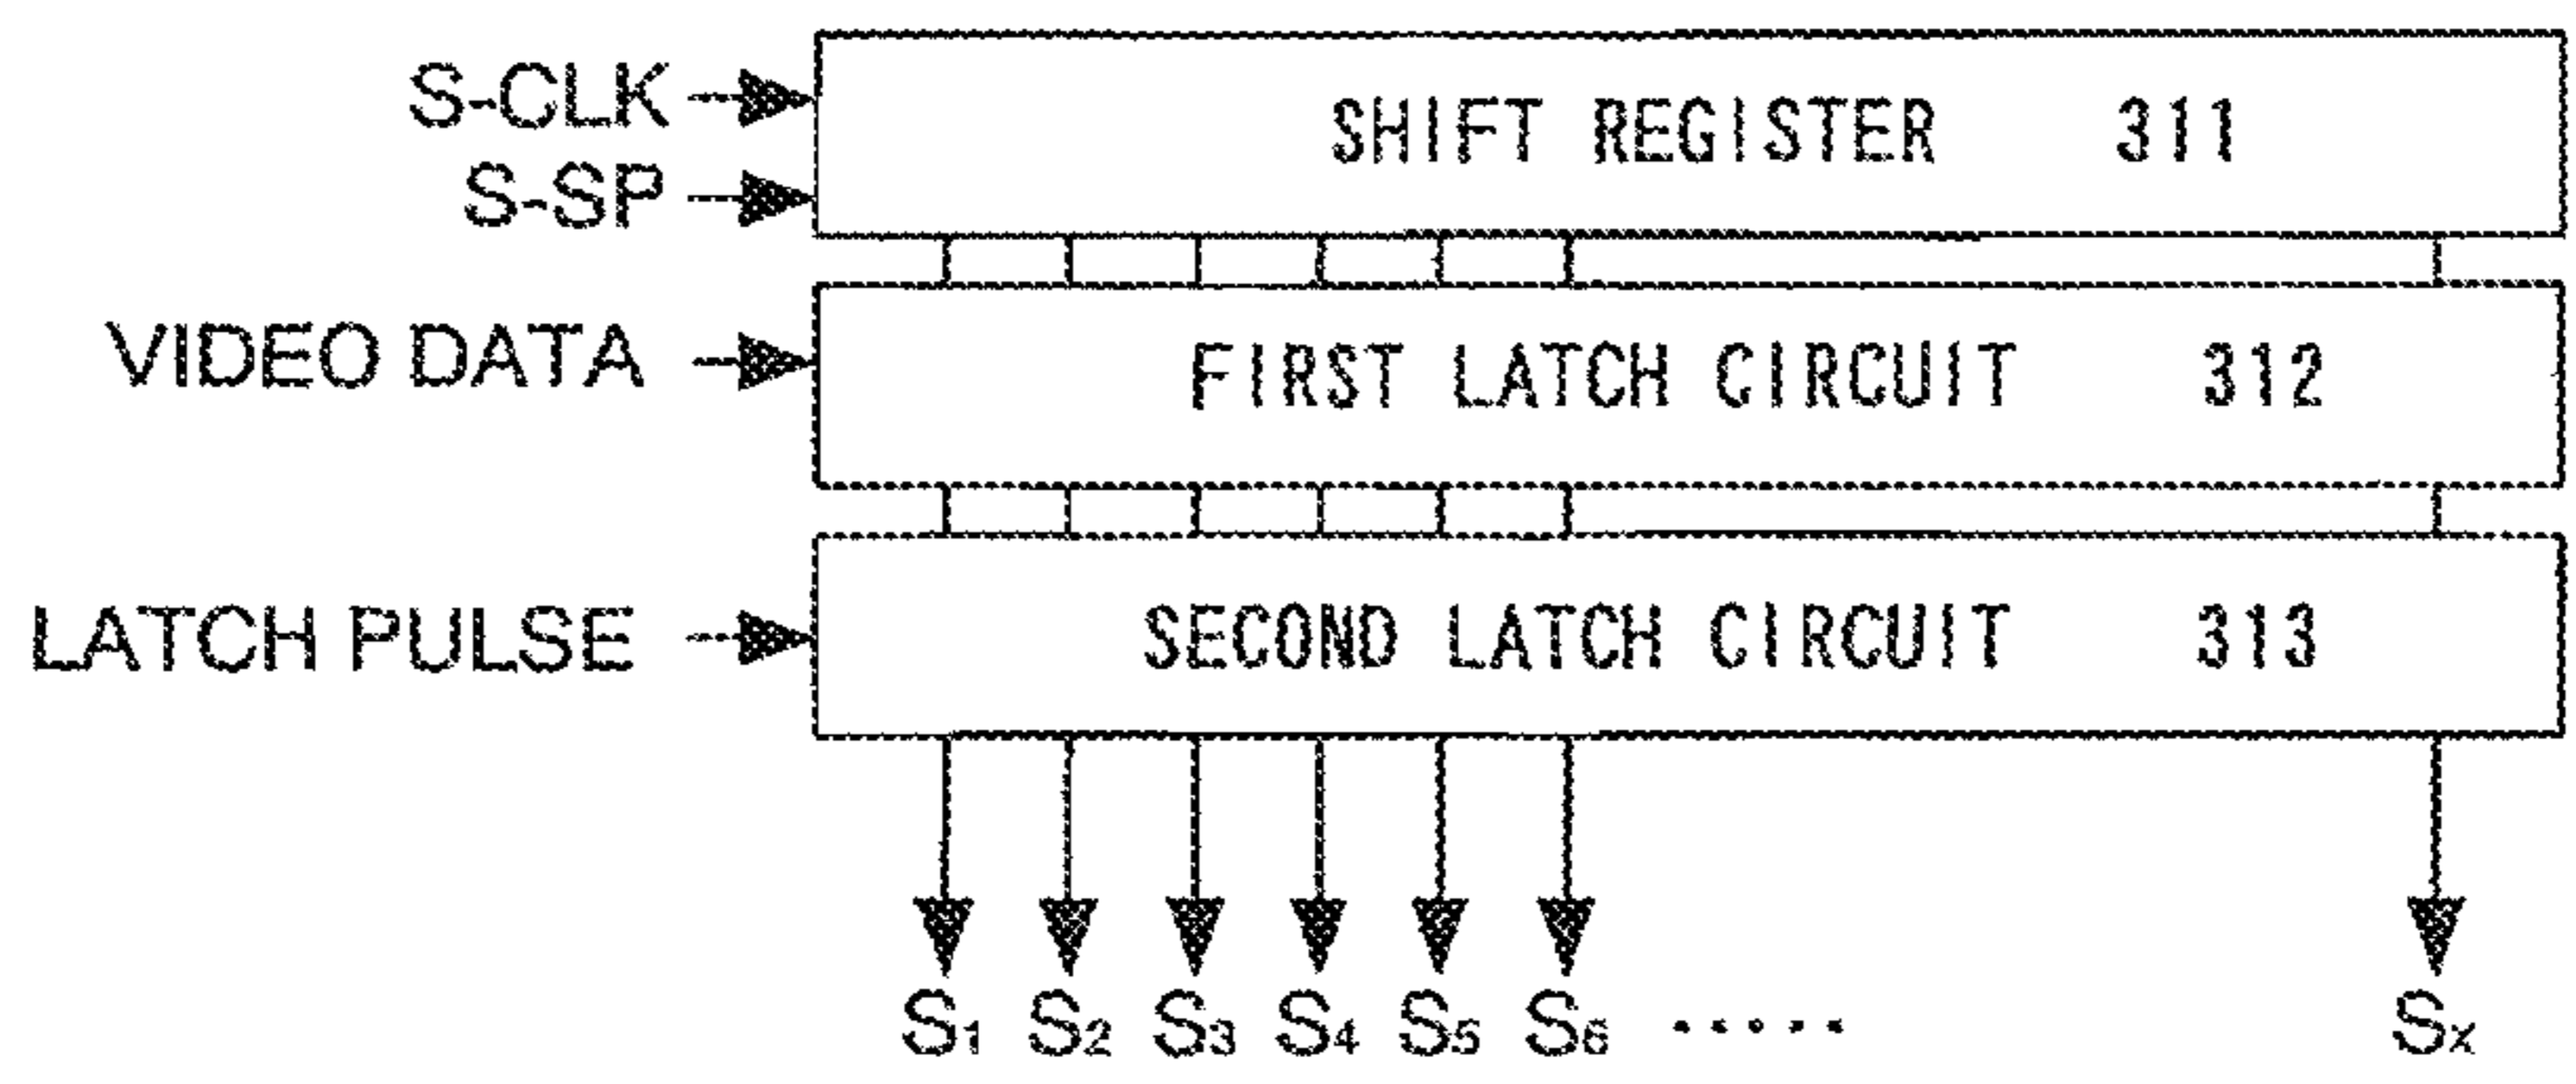 S-CLK
S-SP
SHIFT REGISTER 311
VIDEO DATA
FIRST LATCH CIRCUIT 312
LATCH PULSE
SECOND LATCH CIRCUIT 313
S1 S2 S3 S4 S5 S6 ..... Sx